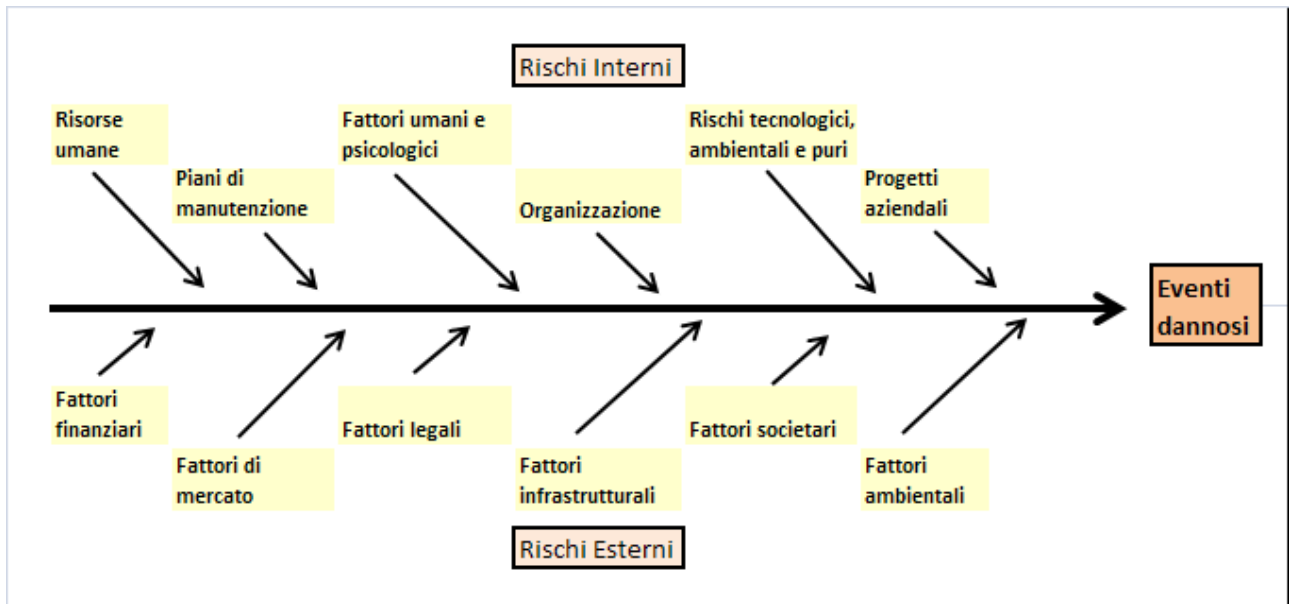 Rischi Interni
Risorse
umane
Piani di
manutenzione
Fattori umani e
psicologici
Organizzazione
Rischi tecnologici,
ambientali e puri
Progetti
aziendali
Eventi
dannosi
Fattori
finanziari
Fattori di
mercato
Fattori legali
Fattori
infrastrutturali
Fattori societari
Fattori
ambientali
Rischi Esterni